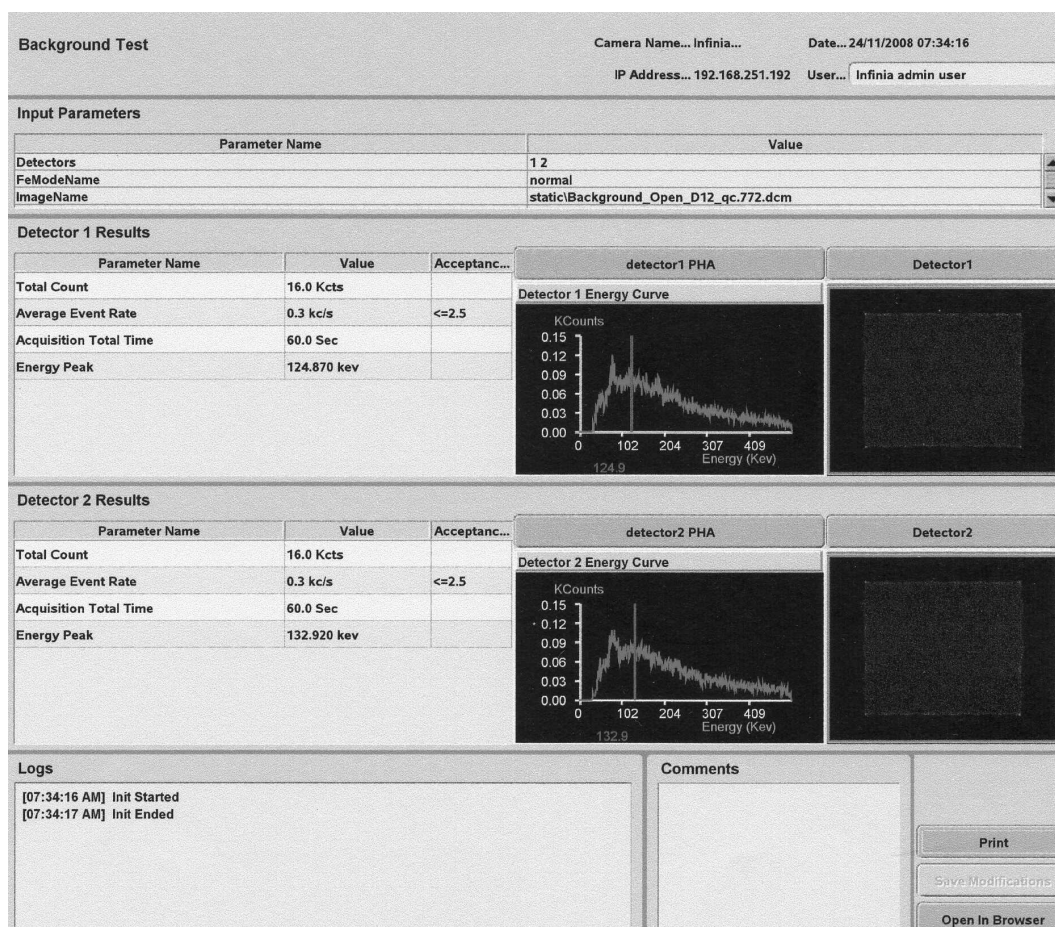 Background Test
Camera Name... Infinia...
Date... 24/11/2008 07:34:16
IP Address... 192.168.251.192
User... Infinia admin user
Input Parameters
Parameter Name Value
Detectors 1 2
FeModeName normal
ImageName static\Background_Open_D12_qc.772.dcm
Detector 1 Results
Parameter Name Value Acceptanc...
Total Count 16.0 Kcts
Average Event Rate 0.3 kc/s <=2.5
Acquisition Total Time 60.0 Sec
Energy Peak 124.870 kev
detector1 PHA
Detector1
Detector 1 Energy Curve
KCounts
0.15
0.12
0.09
0.06
0.03
0.00
0 102 204 307 409
Energy (Kev)
124.9
Detector 2 Results
Parameter Name Value Acceptanc...
Total Count 16.0 Kcts
Average Event Rate 0.3 kc/s <=2.5
Acquisition Total Time 60.0 Sec
Energy Peak 132.920 kev
detector2 PHA
Detector2
Detector 2 Energy Curve
KCounts
0.15
0.12
0.09
0.06
0.03
0.00
0 102 204 307 409
Energy (Kev)
132.9
Logs
[07:34:16 AM] Init Started
[07:34:17 AM] Init Ended
Comments
Print
Save Modifications
Open In Browser